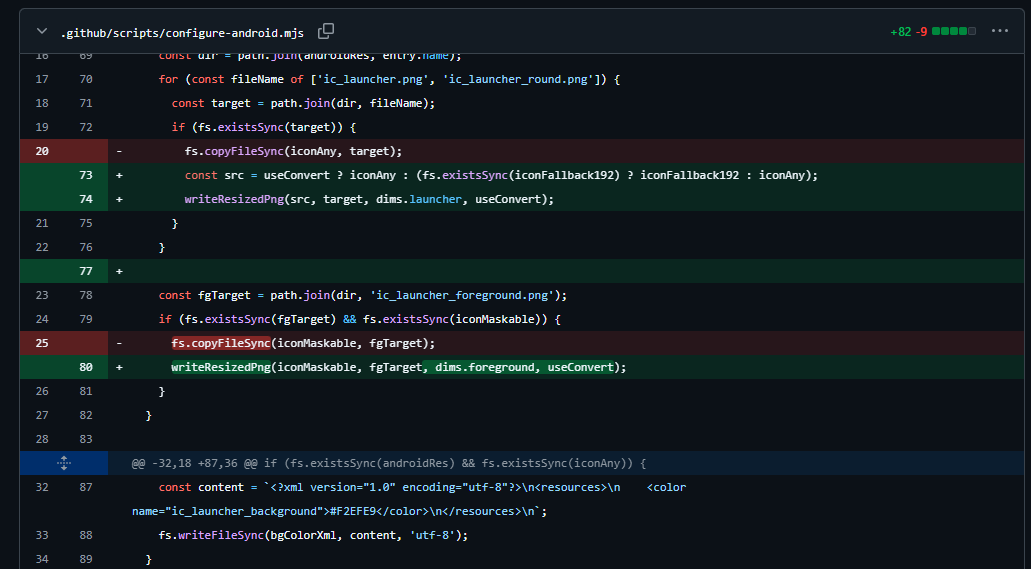 .github/scripts/configure-android.mjs +82 -9
16 69 const dir = path.join(androidRes, entry.name);
17 70 for (const fileName of ['ic_launcher.png', 'ic_launcher_round.png']) {
18 71 const target = path.join(dir, fileName);
19 72 if (fs.existsSync(target)) {
20 - fs.copyFileSync(iconAny, target);
73 + const src = useConvert ? iconAny : (fs.existsSync(iconFallback192) ? iconFallback192 : iconAny);
74 + writeResizedPng(src, target, dims.launcher, useConvert);
21 75 }
22 76 }
77 +
23 78 const fgTarget = path.join(dir, 'ic_launcher_foreground.png');
24 79 if (fs.existsSync(fgTarget) && fs.existsSync(iconMaskable)) {
25 - fs.copyFileSync(iconMaskable, fgTarget);
80 + writeResizedPng(iconMaskable, fgTarget, dims.foreground, useConvert);
26 81 }
27 82 }
28 83
@@ -32,18 +87,36 @@ if (fs.existsSync(androidRes) && fs.existsSync(iconAny)) {
32 87 const content = `<?xml version="1.0" encoding="utf-8"?>\n<resources>\n    <color
name="ic_launcher_background">#F2EFE9</color>\n</resources>\n`;
33 88 fs.writeFileSync(bgColorXml, content, 'utf-8');
34 89 }